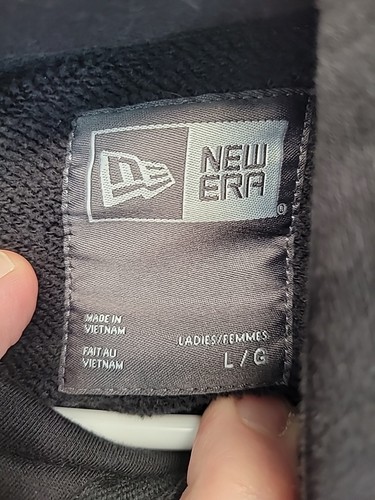 NEW
ERA®
MADE IN
VIETNAM
FAIT AU
VIETNAM
LADIES/FEMMES
L / G